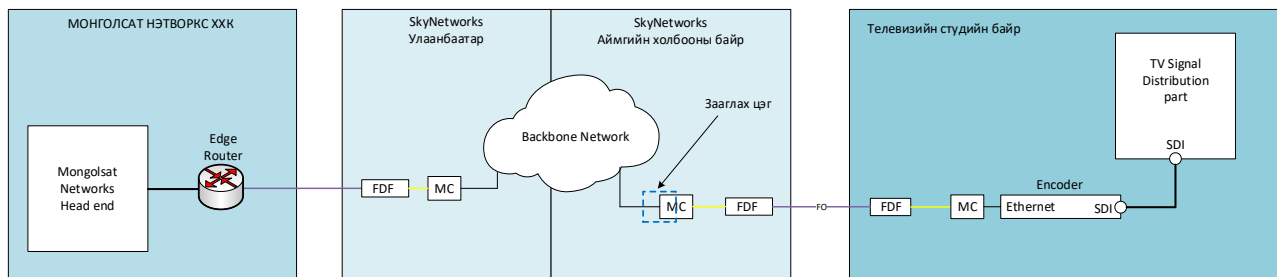 МОНГОЛСАТ НЭТВОРКС ХХК
Mongolsat
Networks
Head end
Edge
Router
SkyNetworks
Улаанбаатар
FDF
MC
Backbone Network
SkyNetworks
Аймгийн холбооны байр
Зааглах цэг
MC
FDF
FO
Телевизийн студийн байр
FDF
MC
Encoder
Ethernet
SDI
TV Signal
Distribution
part
SDI